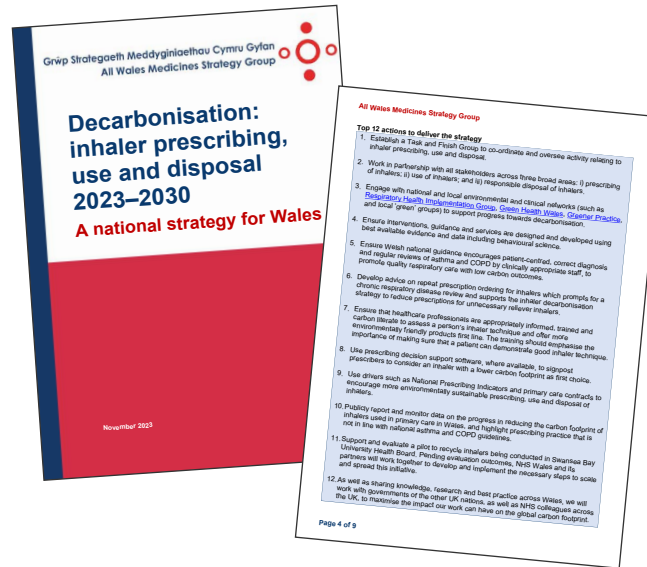 Grŵp Strategaeth Meddyginiaethau Cymru Gyfan
All Wales Medicines Strategy Group
Decarbonisation:
inhaler prescribing,
use and disposal
2023–2030
A national strategy for Wales
November 2023
All Wales Medicines Strategy Group
Top 12 actions to deliver the strategy
1. Establish a Task and Finish Group to co-ordinate and oversee activity relating to
inhaler prescribing, use and disposal.
2. Work in partnership with all stakeholders across three broad areas: i) prescribing
of inhalers; ii) use of inhalers; and iii) responsible disposal of inhalers.
3. Engage with national and local environmental and clinical networks (such as
Respiratory Health Implementation Group, Green Health Wales, Greener Practice,
and local 'green' groups) to support progress towards decarbonisation.
4. Ensure interventions, guidance and services are designed and developed using
best available evidence and data including behavioural science.
5. Ensure Welsh national guidance encourages patient-centred, correct diagnosis
and regular reviews of asthma and COPD by clinically appropriate staff, to
promote quality respiratory care with low carbon outcomes.
6. Develop advice on repeat prescription ordering for inhalers which prompts for a
chronic respiratory disease review and supports the inhaler decarbonisation
strategy to reduce prescriptions for unnecessary reliever inhalers.
7. Ensure that healthcare professionals are appropriately informed, trained and
carbon literate to assess a person's inhaler technique and offer more
environmentally friendly products first line. The training should emphasise the
importance of making sure that a patient can demonstrate good inhaler technique.
8. Use prescribing decision support software, where available, to signpost
prescribers to consider an inhaler with a lower carbon footprint as first choice.
9. Use drivers such as National Prescribing Indicators and primary care contracts to
encourage more environmentally sustainable prescribing, use and disposal of
inhalers.
10. Publicly report and monitor data on the progress in reducing the carbon footprint of
inhalers used in primary care in Wales, and highlight prescribing practice that is
not in line with national asthma and COPD guidelines.
11. Support and evaluate a pilot to recycle inhalers being conducted in Swansea Bay
University Health Board. Pending evaluation outcomes, NHS Wales and its
partners will work together to develop and implement the necessary steps to scale
and spread this initiative.
12. As well as sharing knowledge, research and best practice across Wales, we will
work with governments of the other UK nations, as well as NHS colleagues across
the UK, to maximise the impact our work can have on the global carbon footprint.
Page 4 of 9